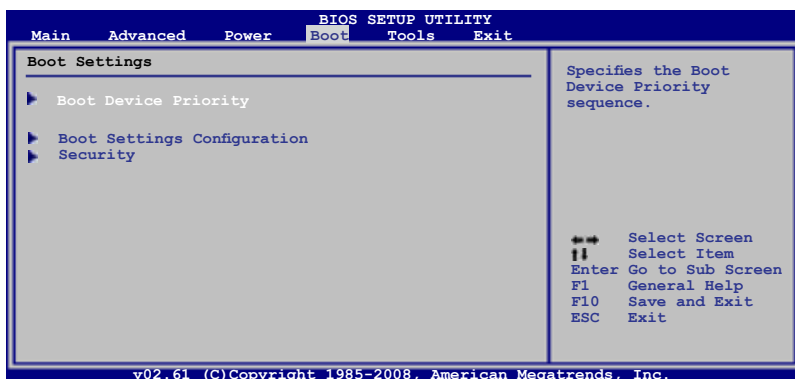 BIOS SETUP UTILITY
Main Advanced Power Boot Tools Exit
Boot Settings
Boot Device Priority
Boot Settings Configuration
Security
Specifies the Boot
Device Priority
sequence.
Select Screen
Select Item
Enter Go to Sub Screen
F1 General Help
F10 Save and Exit
ESC Exit
v02.61 (C)Copyright 1985-2008, American Megatrends, Inc.